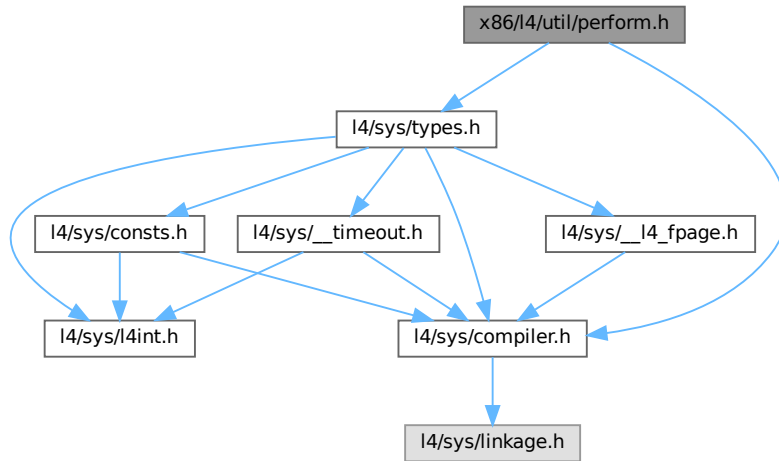 x86/l4/util/perform.h
l4/sys/types.h
l4/sys/consts.h
l4/sys/__timeout.h
l4/sys/__l4_fpage.h
l4/sys/l4int.h
l4/sys/compiler.h
l4/sys/linkage.h